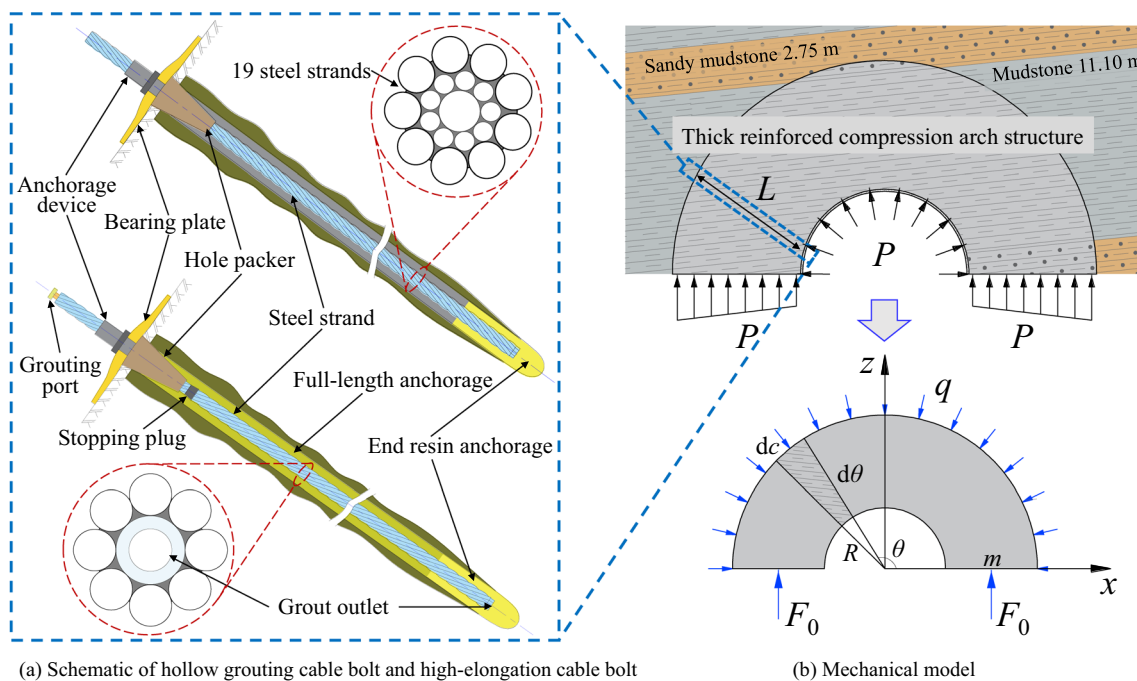 19 steel strands
Anchorage
device
Bearing plate
Hole packer
Steel strand
Grouting
port
Full-length anchorage
Stopping plug
End resin anchorage
Grout outlet
(a) Schematic of hollow grouting cable bolt and high-elongation cable bolt
Sandy mudstone 2.75 m
Mudstone 11.10 m
Thick reinforced compression arch structure
L
P
P
P
z
q
dc
dθ
R
θ
m
x
F₀
F₀
(b) Mechanical model